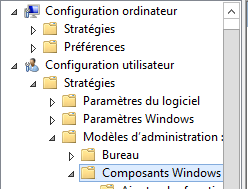 Configuration ordinateur
Stratégies
Préférences
Configuration utilisateur
Stratégies
Paramètres du logiciel
Paramètres Windows
Modèles d'administration :
Bureau
Composants Windows